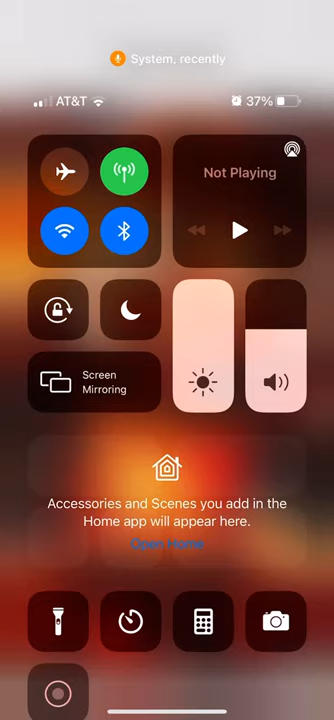 System, recently
AT&T
37%
Not Playing
Screen
Mirroring
Accessories and Scenes you add in the
Home app will appear here.
Open Home